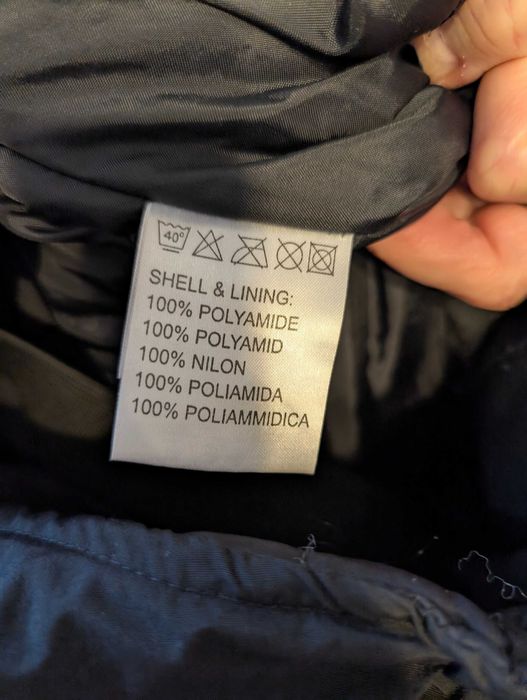 40°
SHELL & LINING:
100% POLYAMIDE
100% POLYAMID
100% NILON
100% POLIAMIDA
100% POLIAMMIDICA